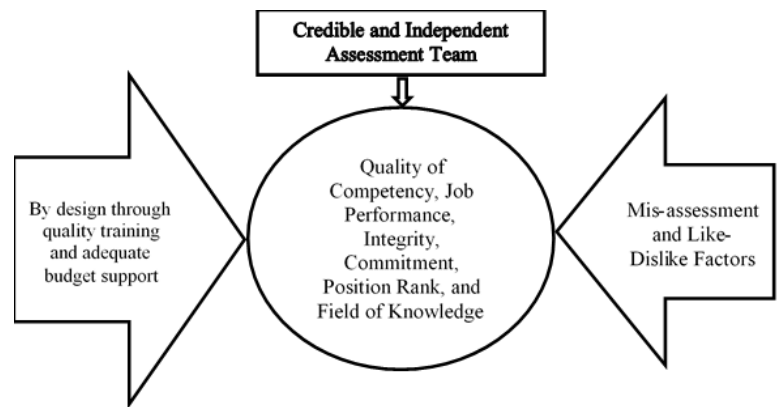 Credible and Independent
Assessment Team
By design through
quality training
and adequate
budget support
Quality of
Competency, Job
Performance,
Integrity,
Commitment,
Position Rank, and
Field of Knowledge
Mis-assessment
and Like-
Dislike Factors